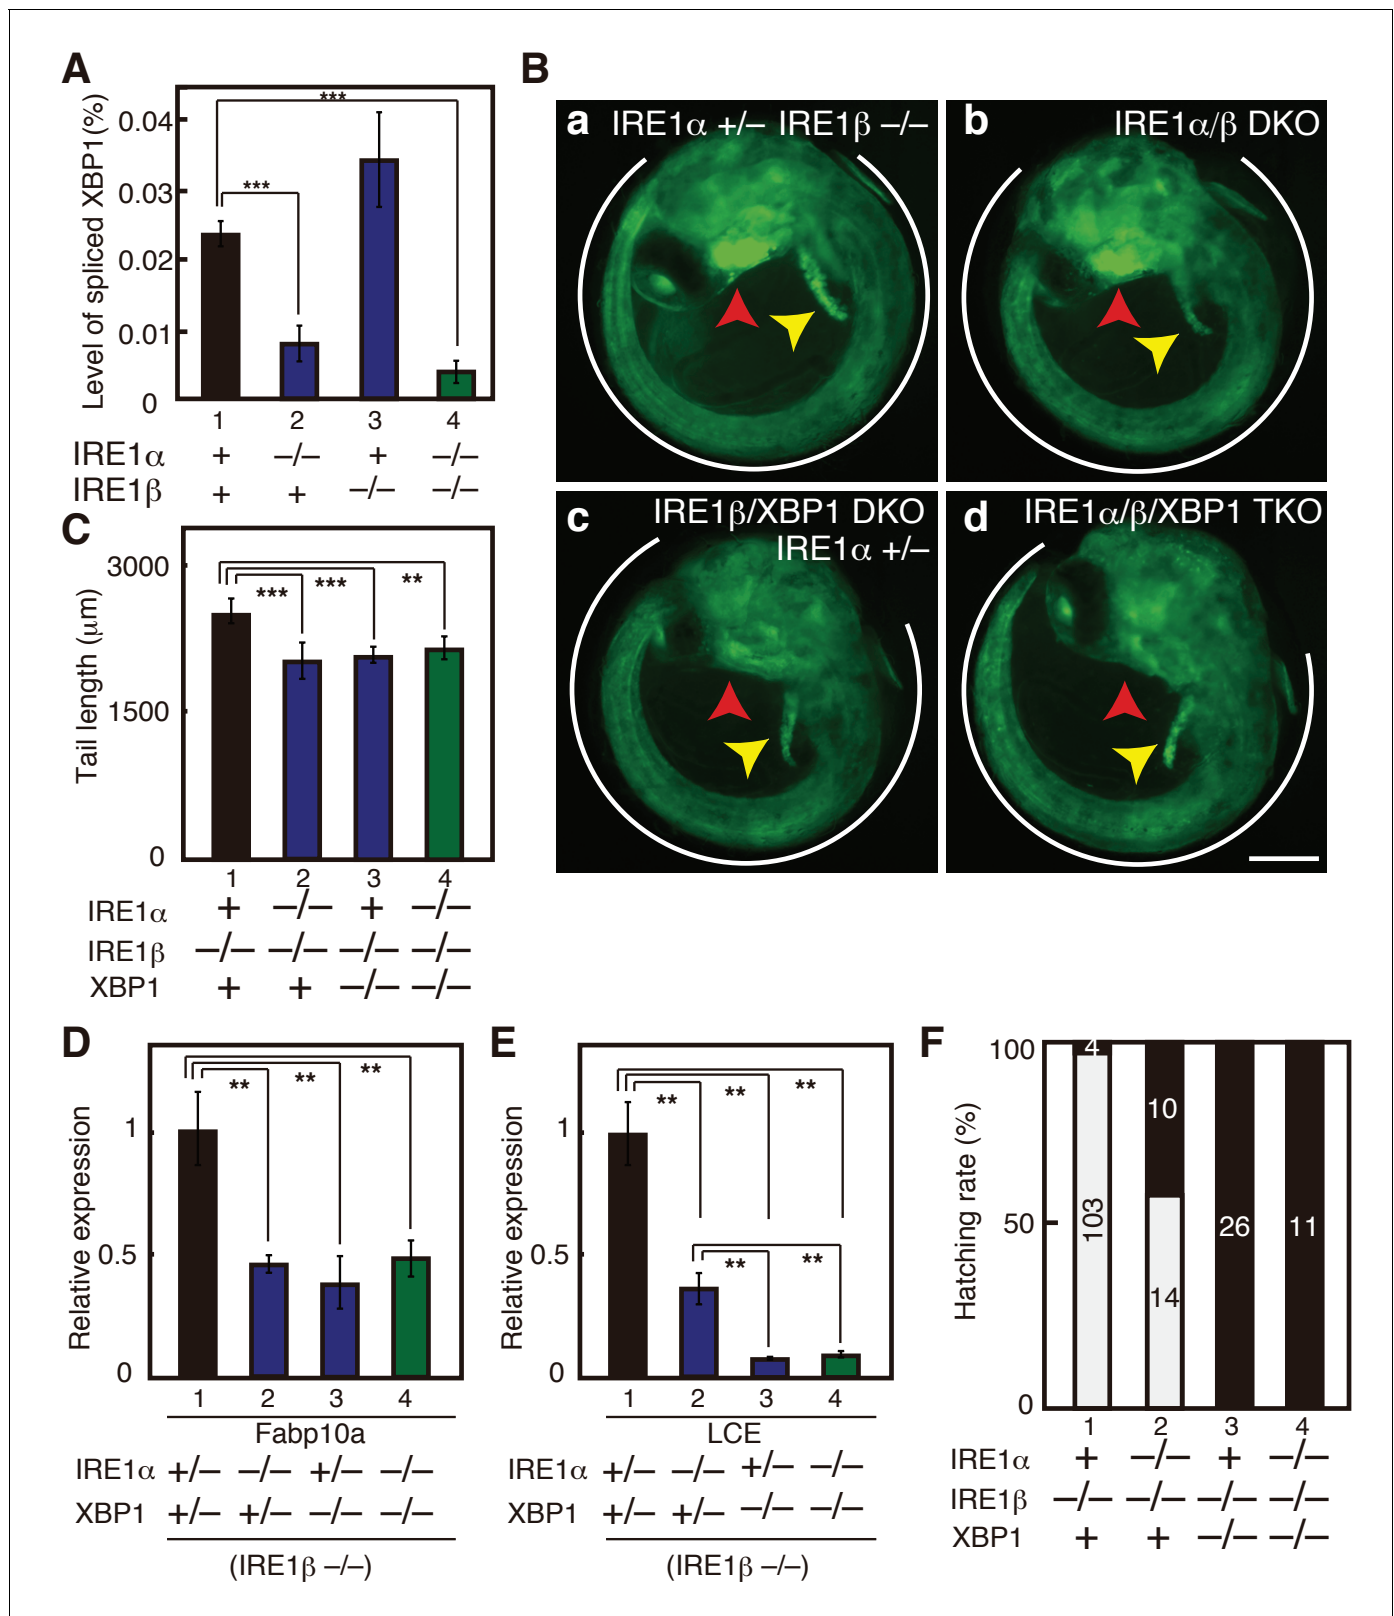 A
Level of spliced XBP1(%)
0.04
0.03
0.02
0.01
0
***
***
1 2 3 4
IRE1α + –/– + –/–
IRE1β + + –/– –/–
B
a IRE1α +/– IRE1β –/–
b IRE1α/β DKO
c IRE1β/XBP1 DKO
IRE1α +/–
d IRE1α/β/XBP1 TKO
C
Tail length (μm)
3000
1500
0
*** *** **
1 2 3 4
IRE1α + –/– + –/–
IRE1β –/– –/– –/– –/–
XBP1 + + –/– –/–
D
Relative expression
1
0.5
0
** ** **
1 2 3 4
Fabp10a
IRE1α +/– –/– +/– –/–
XBP1 +/– +/– –/– –/–
(IRE1β –/–)
E
Relative expression
1
0.5
0
** ** **
** **
1 2 3 4
LCE
IRE1α +/– –/– +/– –/–
XBP1 +/– +/– –/– –/–
(IRE1β –/–)
F
Hatching rate (%)
100
50
0
4
103
10
14
26
11
1 2 3 4
IRE1α + –/– + –/–
IRE1β –/– –/– –/– –/–
XBP1 + + –/– –/–